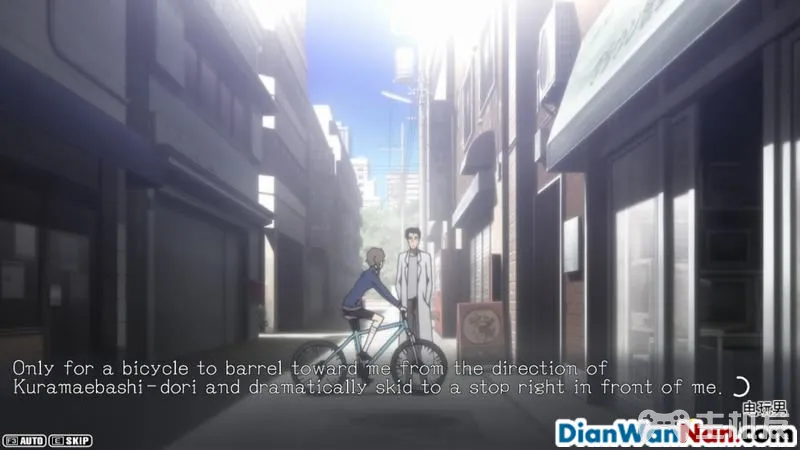 Only for a bicycle to barrel toward me from the direction of
Kuramaebashi-dori and dramatically skid to a stop right in front of me.
F3 AUTO E SKIP
电玩男
DianWanNan.com